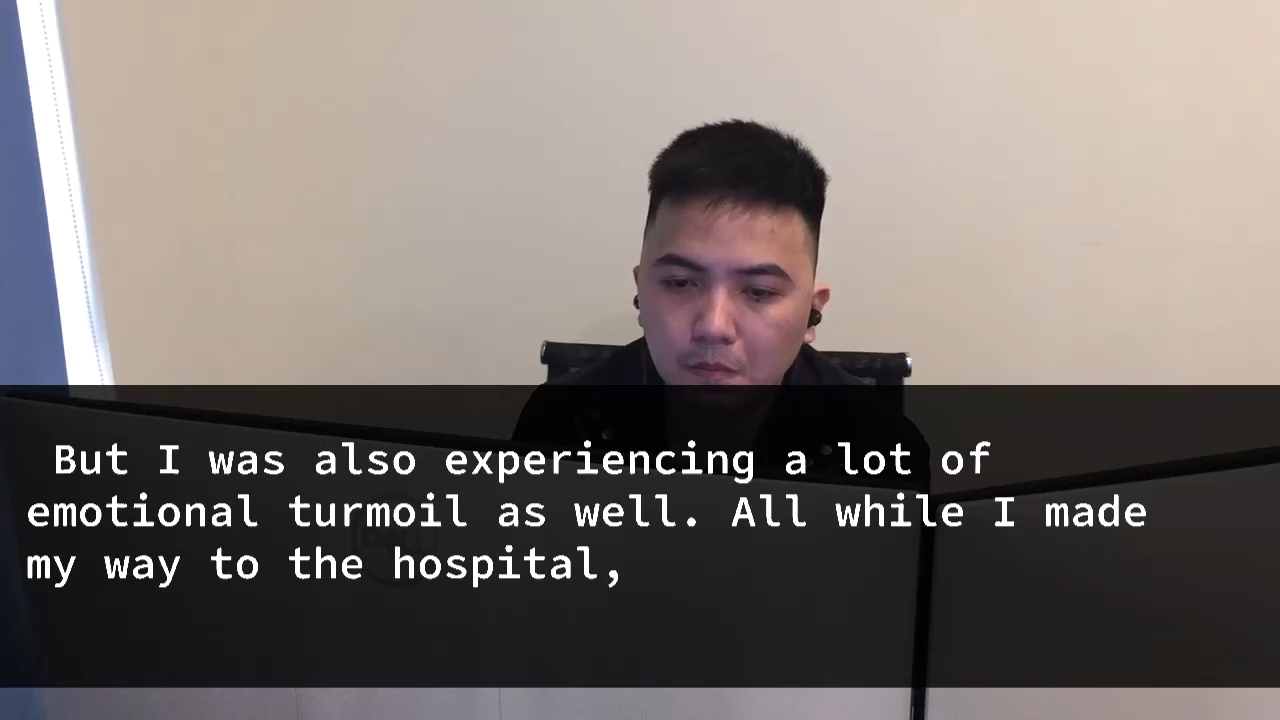 But I was also experiencing a lot of
emotional turmoil as well. All while I made
my way to the hospital,